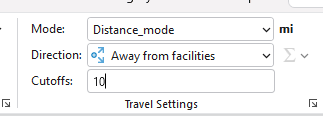 Mode: Distance_mode mi
Direction: Away from facilities Σ
Cutoffs: 10
Travel Settings